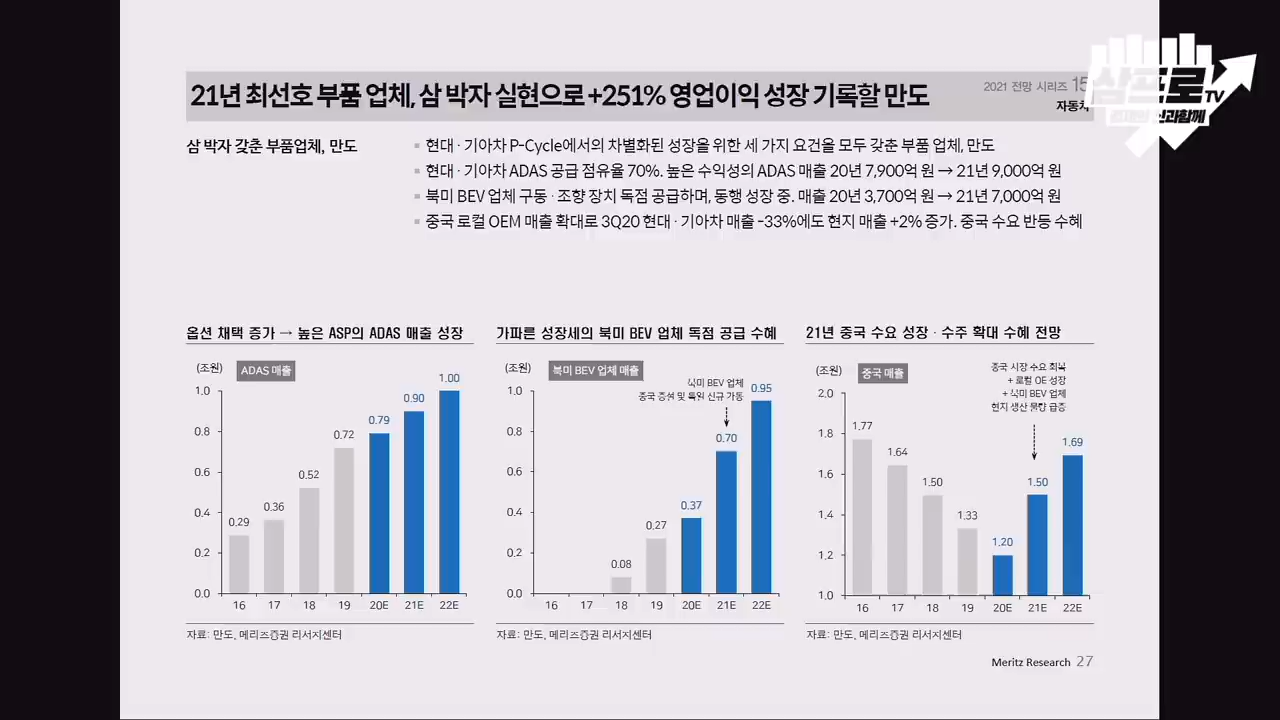 21년 최선호 부품 업체, 삼 박자 실현으로 +251% 영업이익 성장 기록할 만도
2021 전망 시리즈 15
자동차
삼프로TV
경제의 신과함께
삼 박자 갖춘 부품업체, 만도
현대·기아차 P-Cycle에서의 차별화된 성장을 위한 세 가지 요건을 모두 갖춘 부품 업체, 만도
현대·기아차 ADAS 공급 점유율 70%. 높은 수익성의 ADAS 매출 20년 7,900억 원 → 21년 9,000억 원
북미 BEV 업체 구동·조향 장치 독점 공급하며, 동행 성장 중. 매출 20년 3,700억 원 → 21년 7,000억 원
중국 로컬 OEM 매출 확대로 3Q20 현대·기아차 매출 -33%에도 현지 매출 +2% 증가. 중국 수요 반등 수혜
옵션 채택 증가 → 높은 ASP의 ADAS 매출 성장
(조원)
ADAS 매출
1.0
0.8
0.6
0.4
0.2
0.0
0.29
0.36
0.52
0.72
0.79
0.90
1.00
16 17 18 19 20E 21E 22E
자료: 만도, 메리츠증권 리서치센터
가파른 성장세의 북미 BEV 업체 독점 공급 수혜
(조원)
북미 BEV 업체 매출
북미 BEV 업체
중국 증설 및 독일 신규 가동
1.0
0.8
0.6
0.4
0.2
0.0
0.08
0.27
0.37
0.70
0.95
16 17 18 19 20E 21E 22E
자료: 만도, 메리츠증권 리서치센터
21년 중국 수요 성장·수주 확대 수혜 전망
(조원)
중국 매출
중국 시장 수요 회복
+ 로컬 OE 성장
+ 북미 BEV 업체
현지 생산 물량 급증
2.0
1.8
1.6
1.4
1.2
1.0
1.77
1.64
1.50
1.33
1.20
1.50
1.69
16 17 18 19 20E 21E 22E
자료: 만도, 메리츠증권 리서치센터
Meritz Research 27